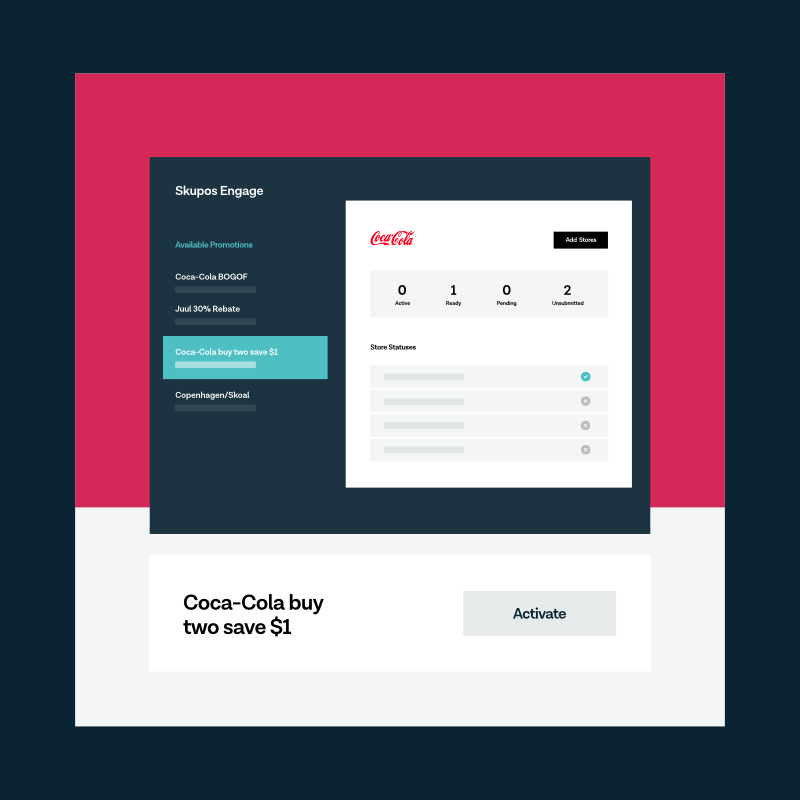 Skupos Engage
Available Promotions
Coca-Cola BOGOF
Juul 30% Rebate
Coca-Cola buy two save $1
Copenhagen/Skoal
Coca-Cola
Add Stores
0 1 0 2
Active Ready Pending Unsubmitted
Store Statuses
Coca-Cola buy
two save $1
Activate